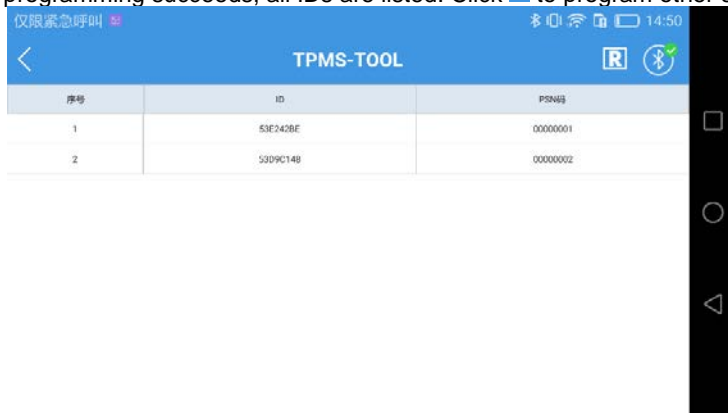 programming succeeds, all IDs are listed. Click to program other s
仅限紧急呼叫 14:50
TPMS-TOOL R
序号 ID PSN码
1 53E242BE 00000001
2 53D9C14B 00000002